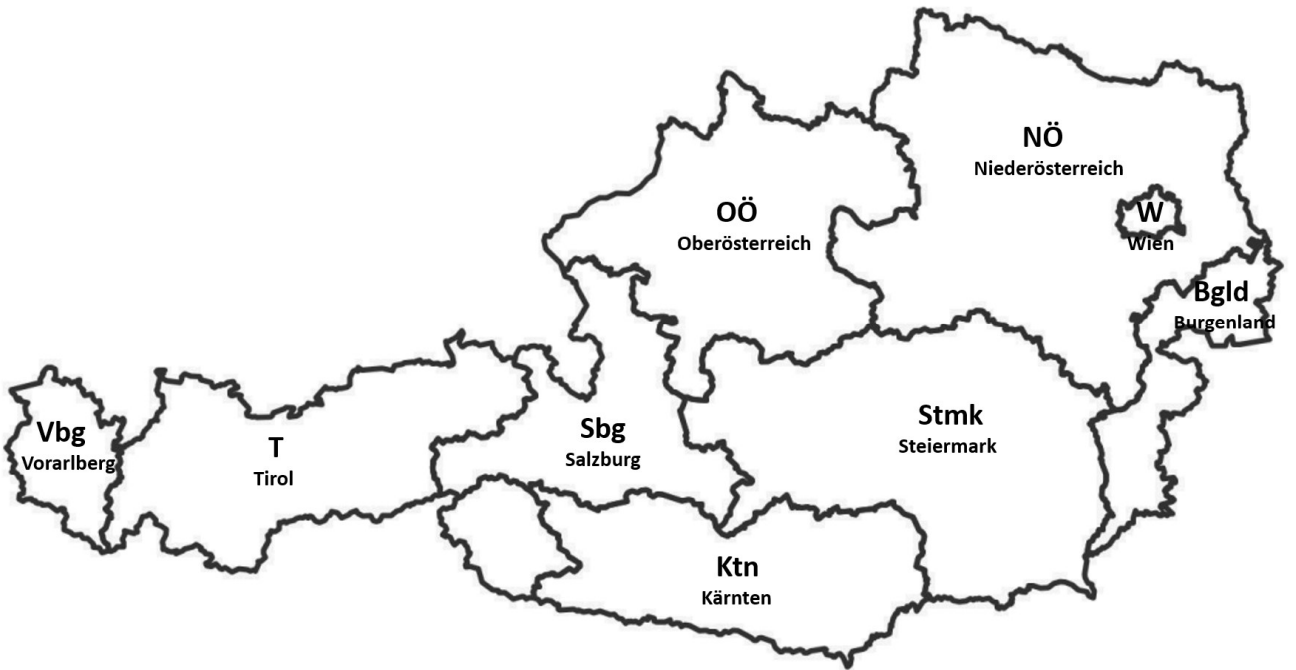 NÖ
Niederösterreich
OÖ
Oberösterreich
W
Wien
Bgld
Burgenland
Vbg
Vorarlberg
T
Tirol
Sbg
Salzburg
Stmk
Steiermark
Ktn
Kärnten